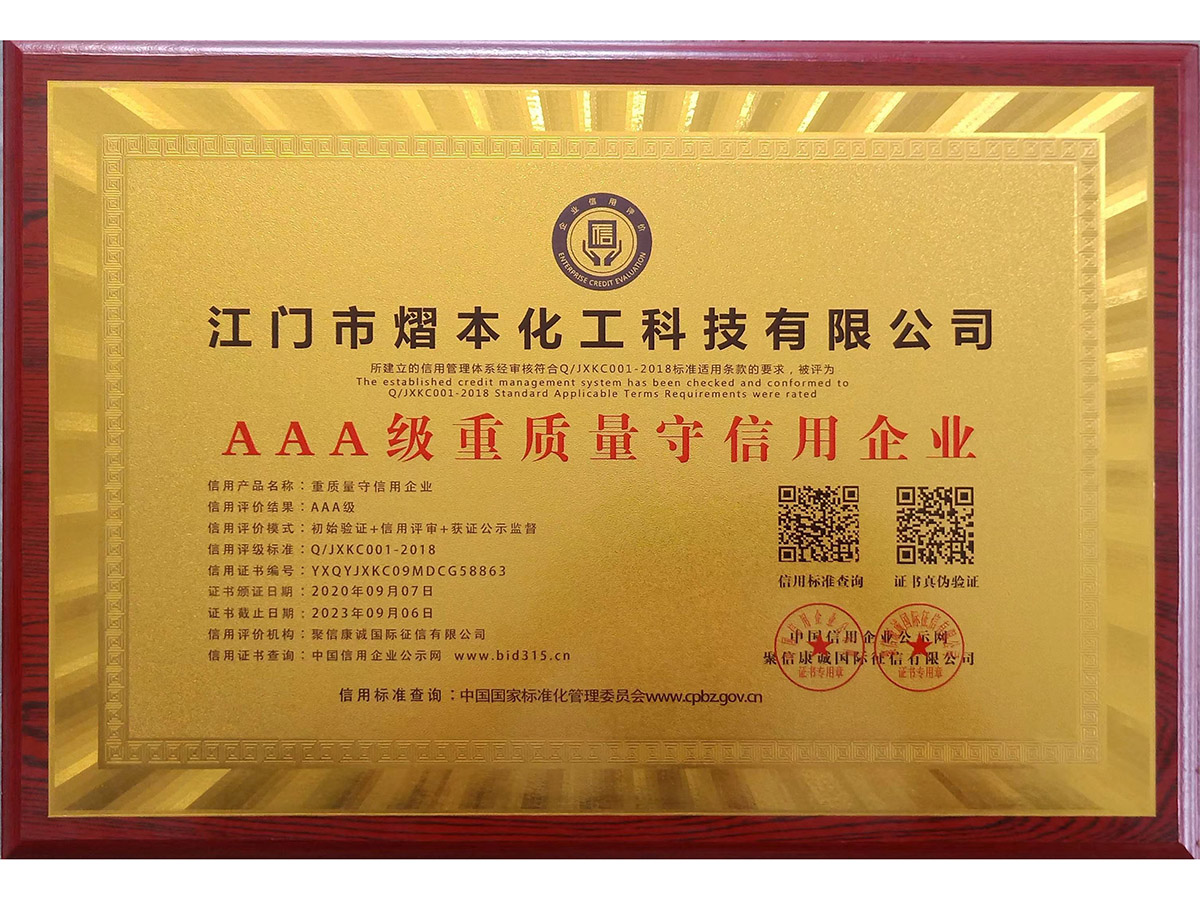 企业信用评价
信
ENTERPRISE CREDIT EVALUATION
江门市熠本化工科技有限公司
所建立的信用管理体系经审核符合Q/JXKC001-2018标准适用条款的要求，被评为
The established credit management system has been checked and conformed to
Q/JXKC001-2018 Standard Applicable Terms Requirements were rated
AAA级重质量守信用企业
信用产品名称：重质量守信用企业
信用评价结果：AAA级
信用评价模式：初始验证+信用评审+获证公示监督
信用评级标准：Q/JXKC001-2018
信用证书编号：YXQYJXKC09MDCG58863
证书颁证日期：2020年09月07日
证书截止日期：2023年09月06日
信用评价机构：聚信康诚国际征信有限公司
信用证书查询：中国信用企业公示网 www.bid315.cn
信用标准查询
证书真伪验证
中国信用企业公示网
聚信康诚国际征信有限公司
证书专用章
证书专用章
信用标准查询：中国国家标准化管理委员会www.cpbz.gov.cn